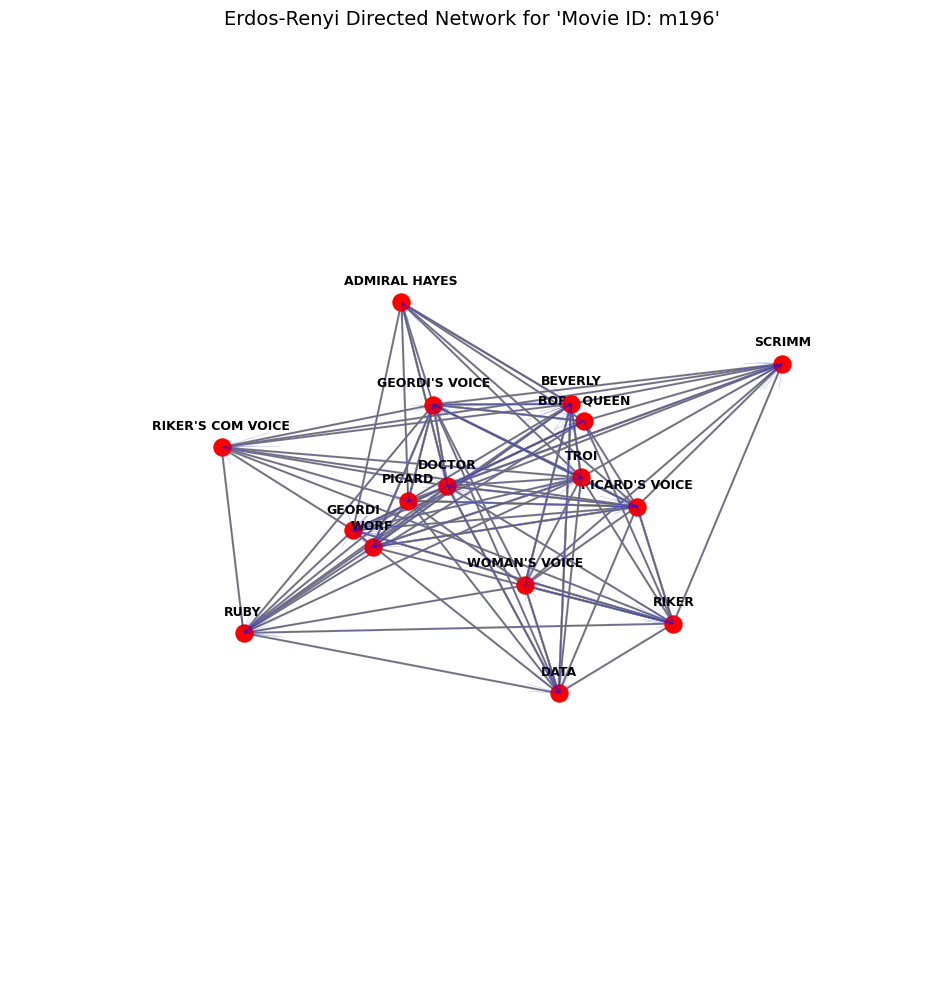 Erdos-Renyi Directed Network for 'Movie ID: m196'
ADMIRAL HAYES
SCRIMM
GEORDI'S VOICE
BEVERLY
QUEEN
RIKER'S COM VOICE
TROI
DOCTOR
PICARD
PICARD'S VOICE
GEORDI
WORF
WOMAN'S VOICE
RIKER
RUBY
DATA